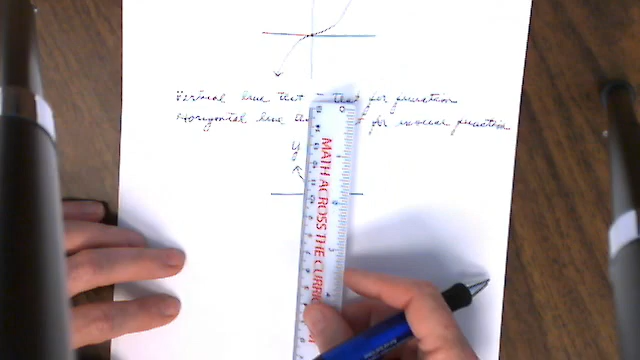 Vertical line test test for function
Horizontal line for inverse function
y
MATH ACROSS THE CURRIC